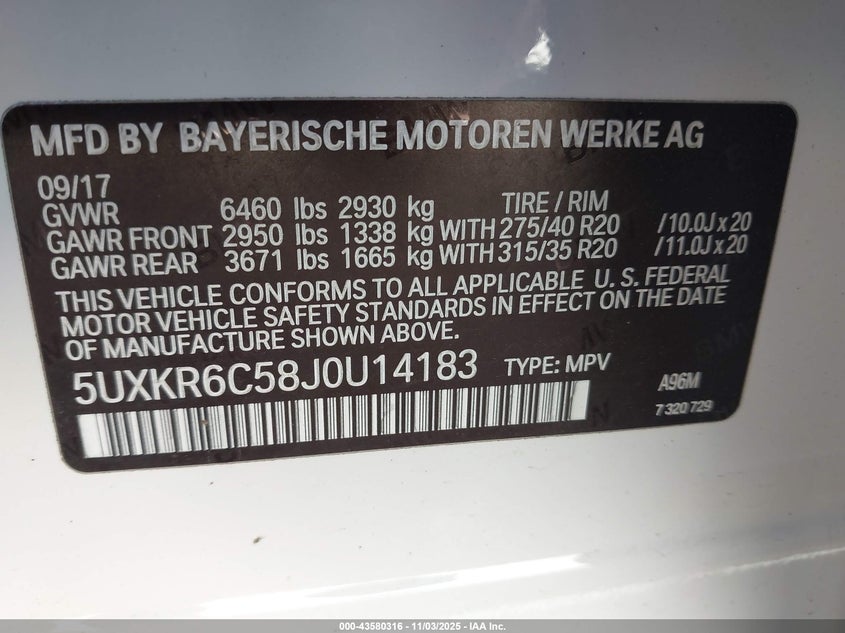 MFD BY BAYERISCHE MOTOREN WERKE AG
09/17 TIRE / RIM
GVWR 6460 lbs 2930 kg
GAWR FRONT 2950 lbs 1338 kg WITH 275/40 R20 /10.0J x 20
GAWR REAR 3671 lbs 1665 kg WITH 315/35 R20 /11.0J x 20
THIS VEHICLE CONFORMS TO ALL APPLICABLE U. S. FEDERAL
MOTOR VEHICLE SAFETY STANDARDS IN EFFECT ON THE DATE
OF MANUFACTURE SHOWN ABOVE.
5UXKR6C58J0U14183 TYPE: MPV A96M
7 320 729
000-43580316 - 11/03/2025 - IAA Inc.